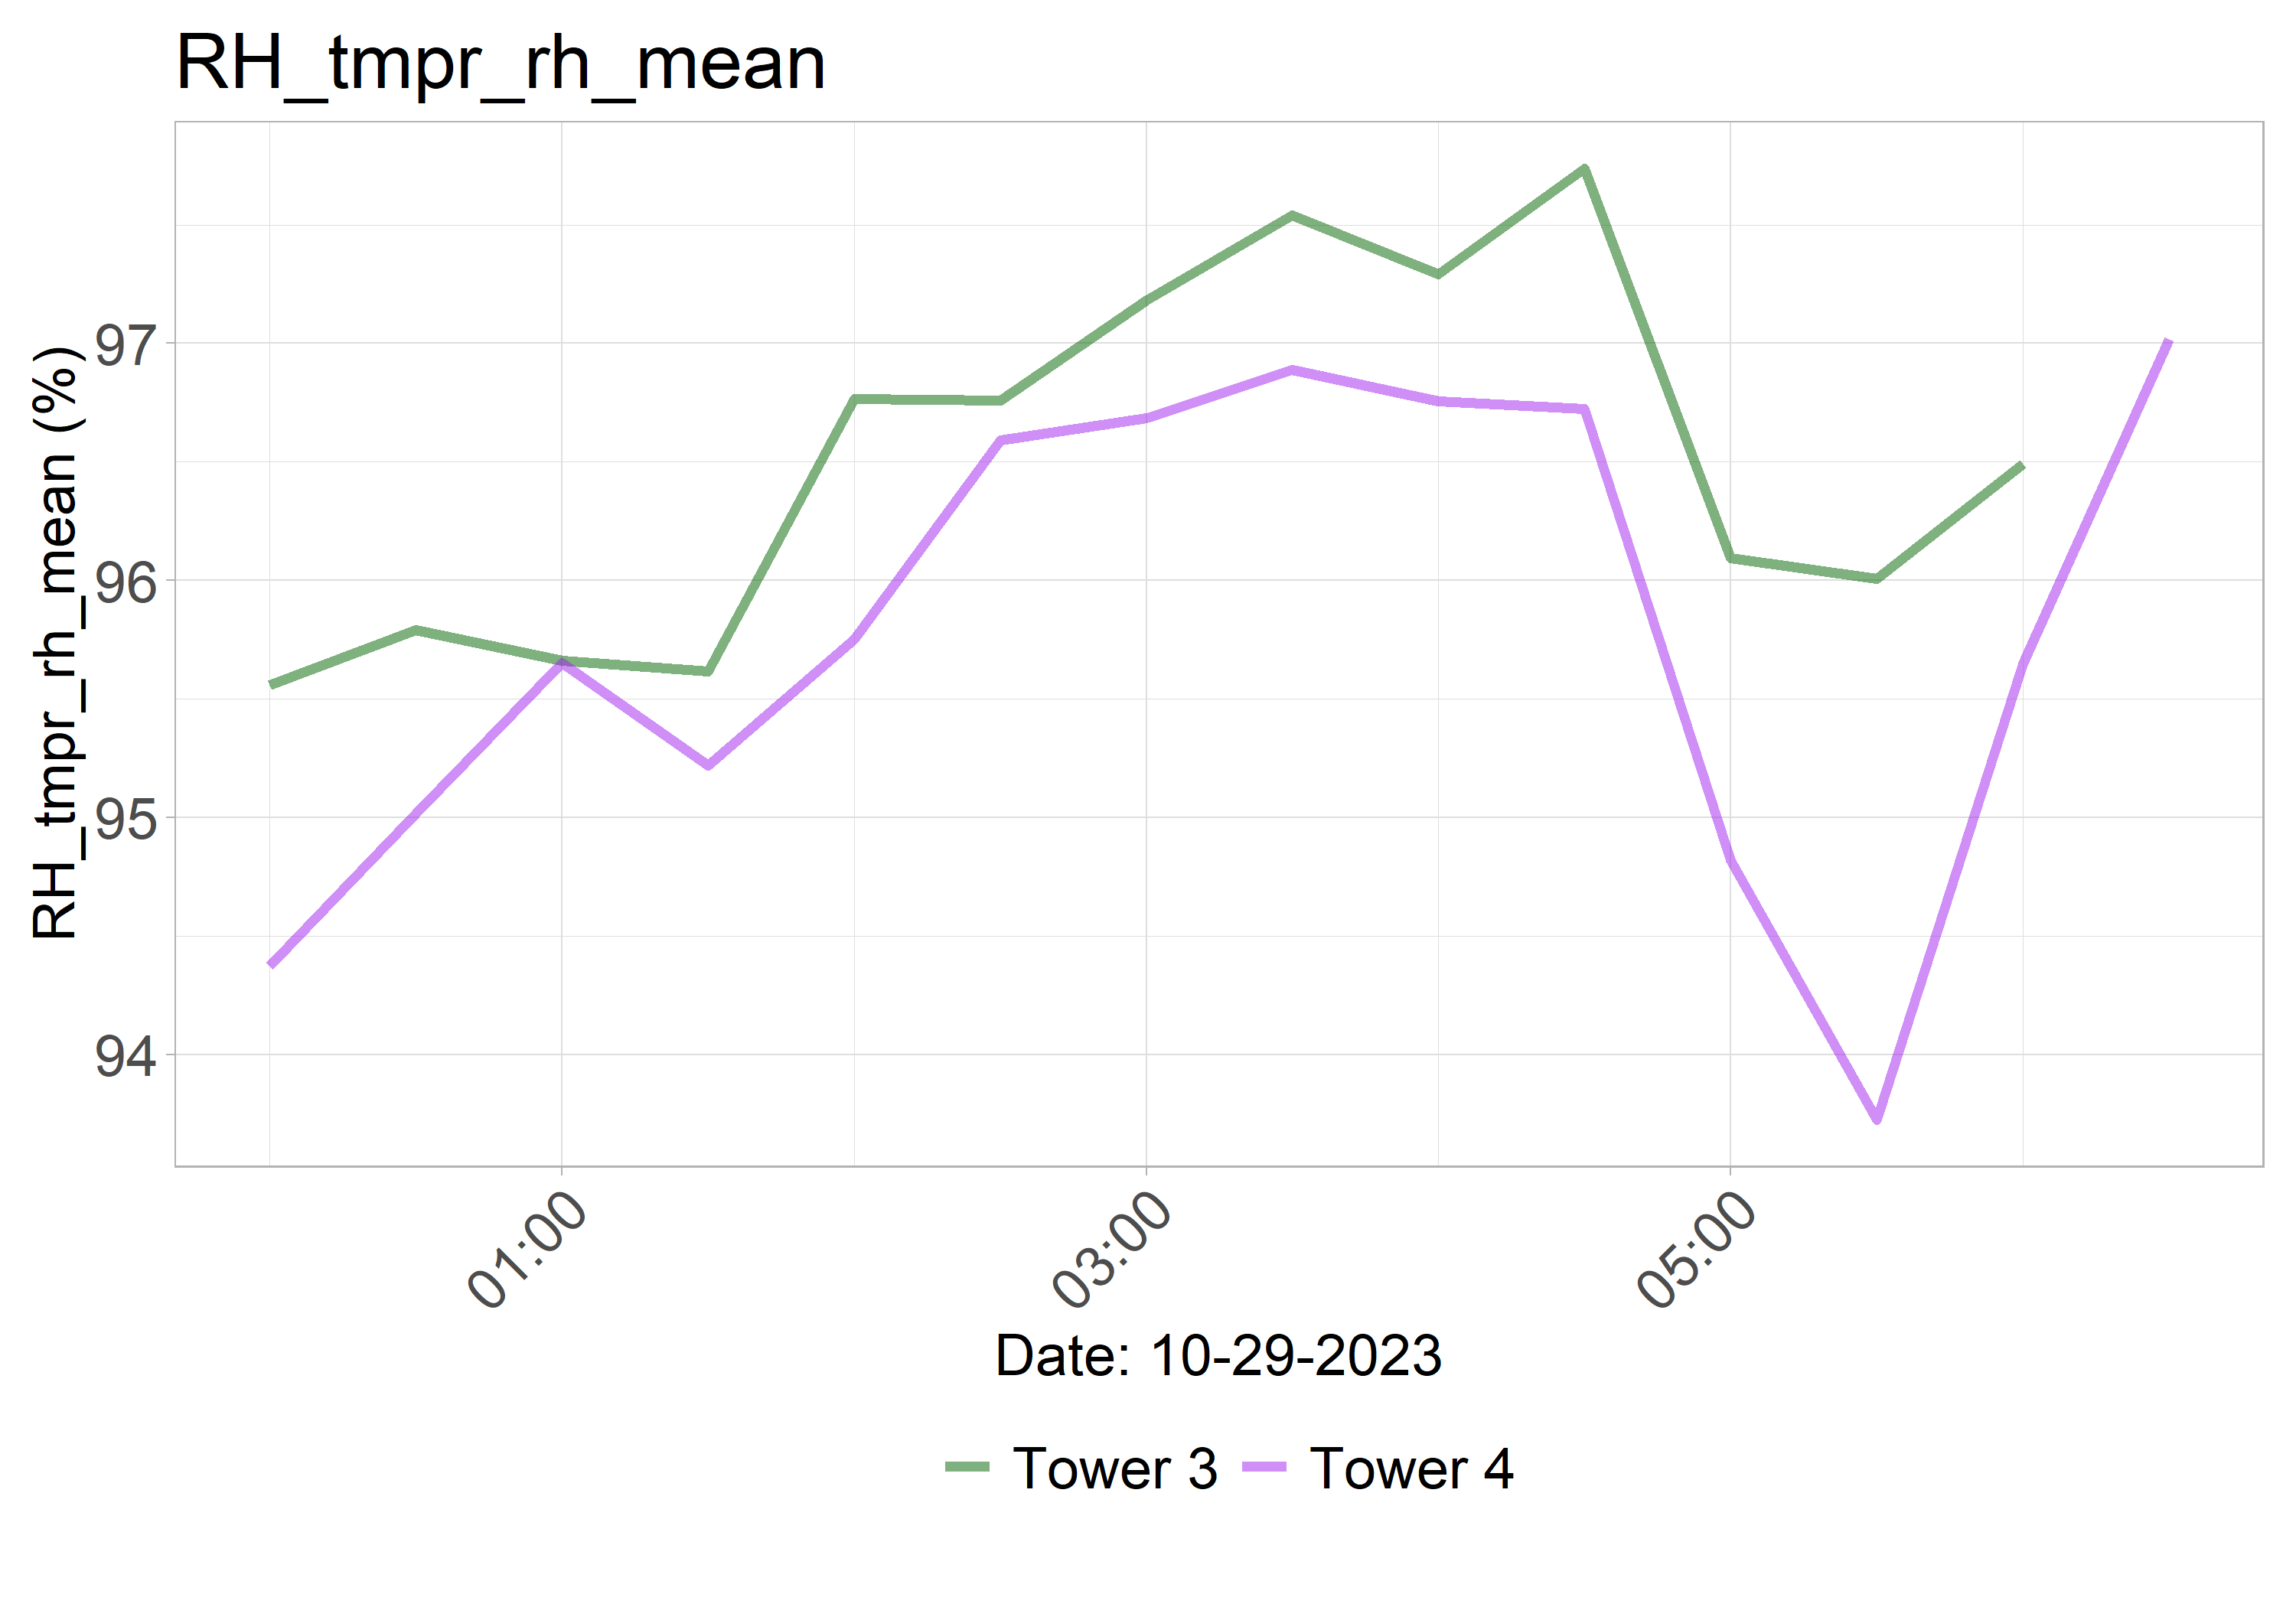 RH_tmpr_rh_mean
RH_tmpr_rh_mean (%)
97
96
95
94
01:00
03:00
05:00
Date: 10-29-2023
Tower 3
Tower 4